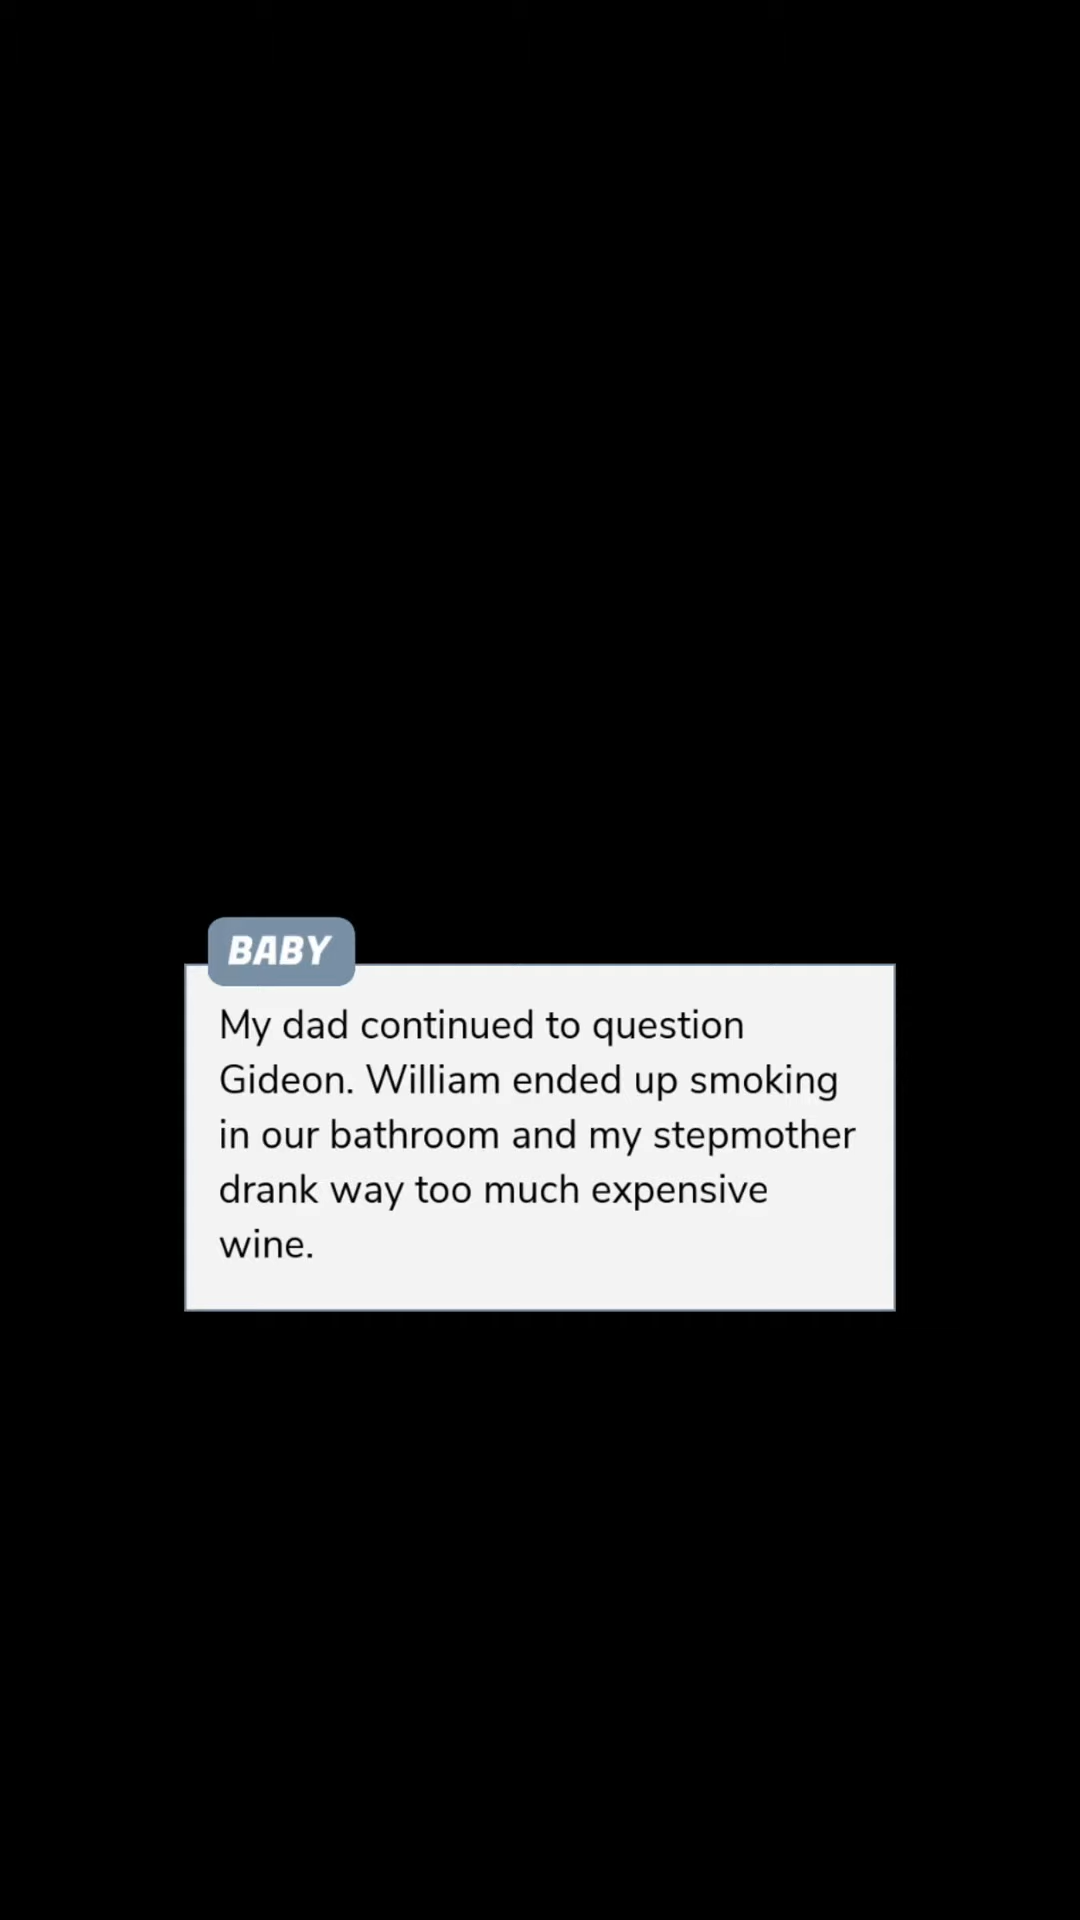 BABY
My dad continued to question
Gideon. William ended up smoking
in our bathroom and my stepmother
drank way too much expensive
wine.